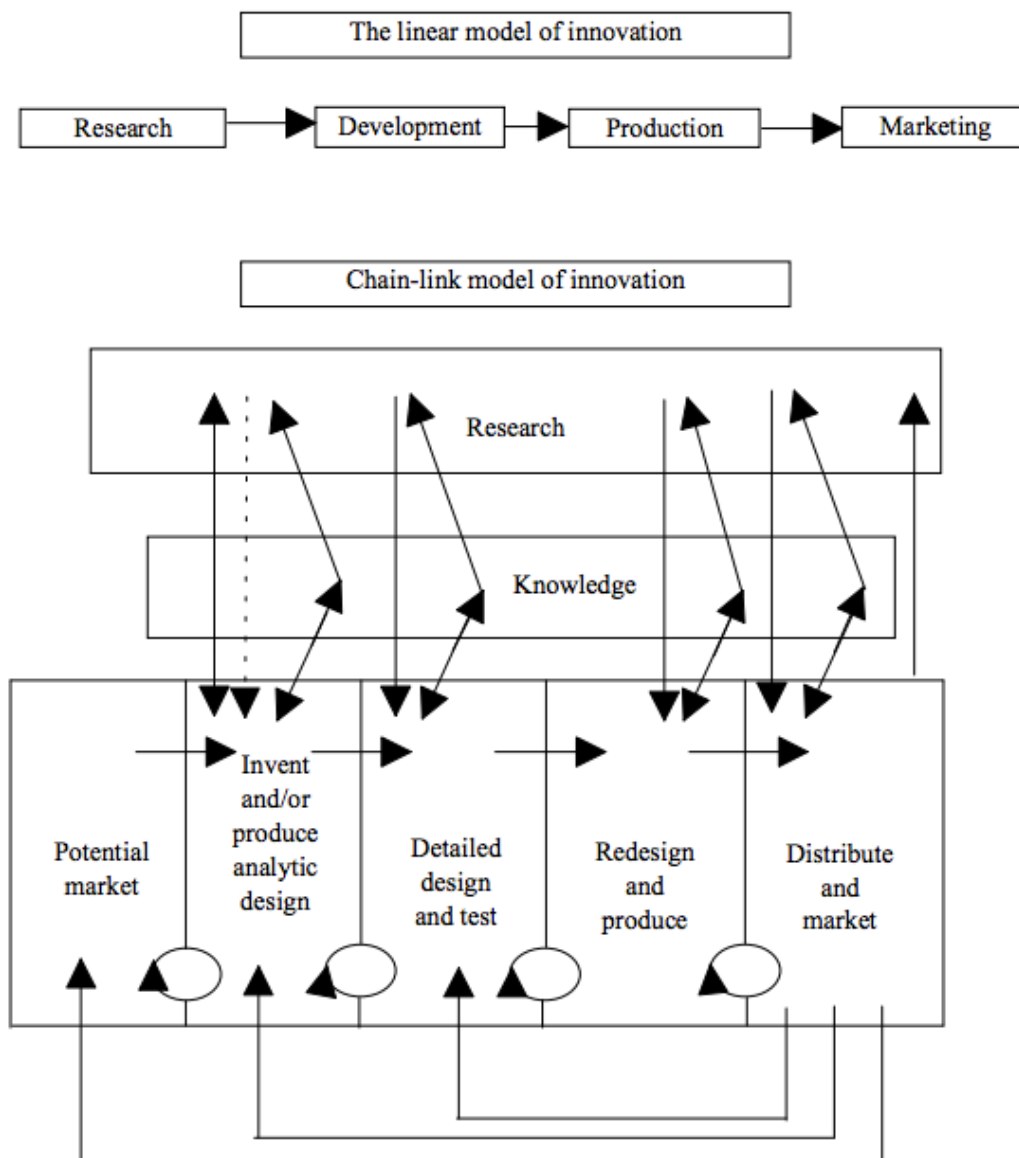 The linear model of innovation
Research
Development
Production
Marketing
Chain-link model of innovation
Research
Knowledge
Potential
market
Invent
and/or
produce
analytic
design
Detailed
design
and test
Redesign
and
produce
Distribute
and
market